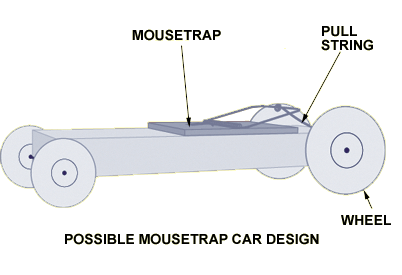 MOUSETRAP
PULL
STRING
WHEEL
POSSIBLE MOUSETRAP CAR DESIGN